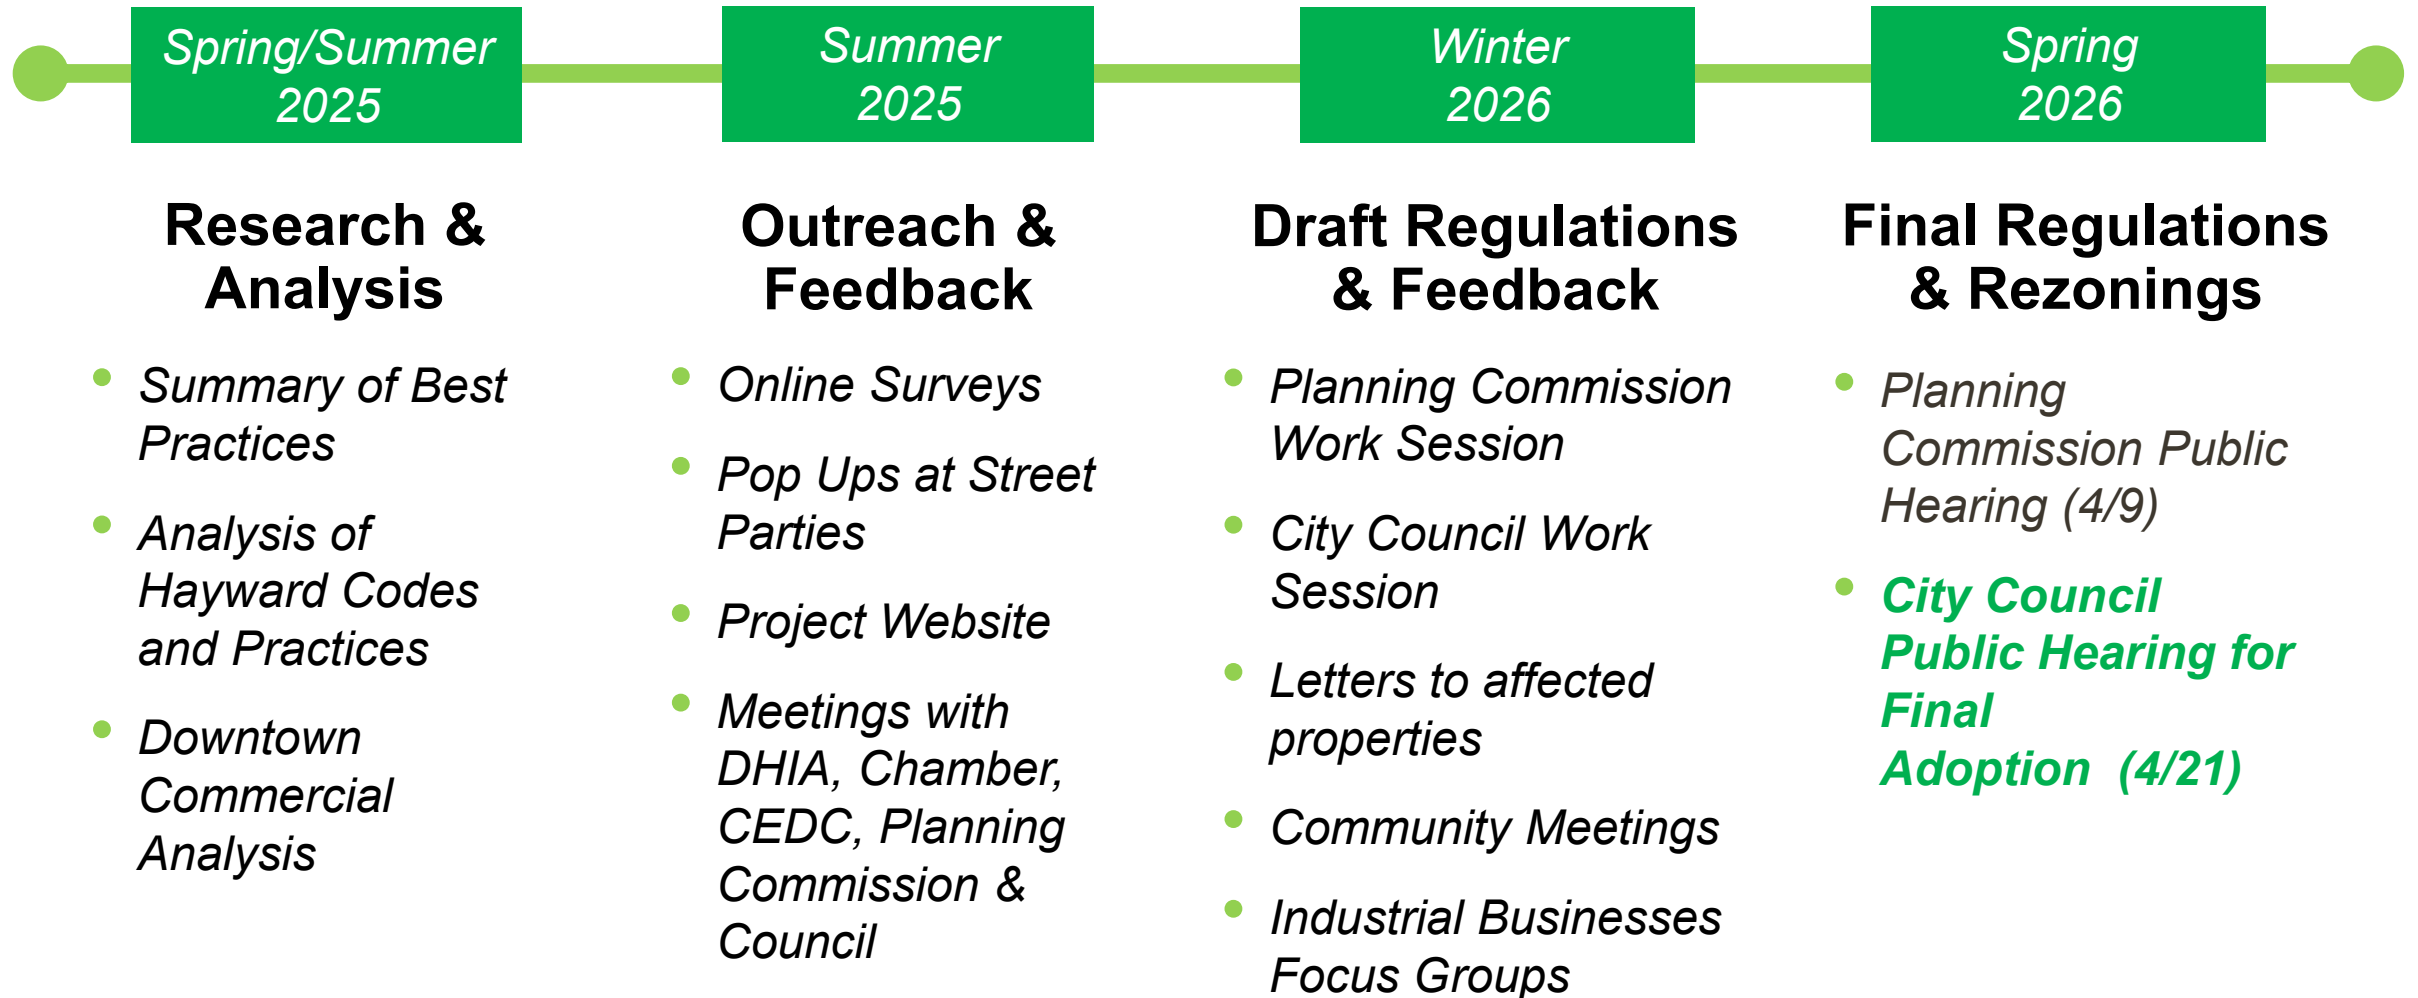 Spring/Summer
2025
Research &
Analysis
Summary of Best
Practices
Analysis of
Hayward Codes
and Practices
Downtown
Commercial
Analysis
Summer
2025
Outreach &
Feedback
Online Surveys
Pop Ups at Street
Parties
Project Website
Meetings with
DHIA, Chamber,
CEDC, Planning
Commission &
Council
Winter
2026
Draft Regulations
& Feedback
Planning Commission
Work Session
City Council Work
Session
Letters to affected
properties
Community Meetings
Industrial Businesses
Focus Groups
Spring
2026
Final Regulations
& Rezonings
Planning
Commission Public
Hearing (4/9)
City Council
Public Hearing for
Final
Adoption  (4/21)